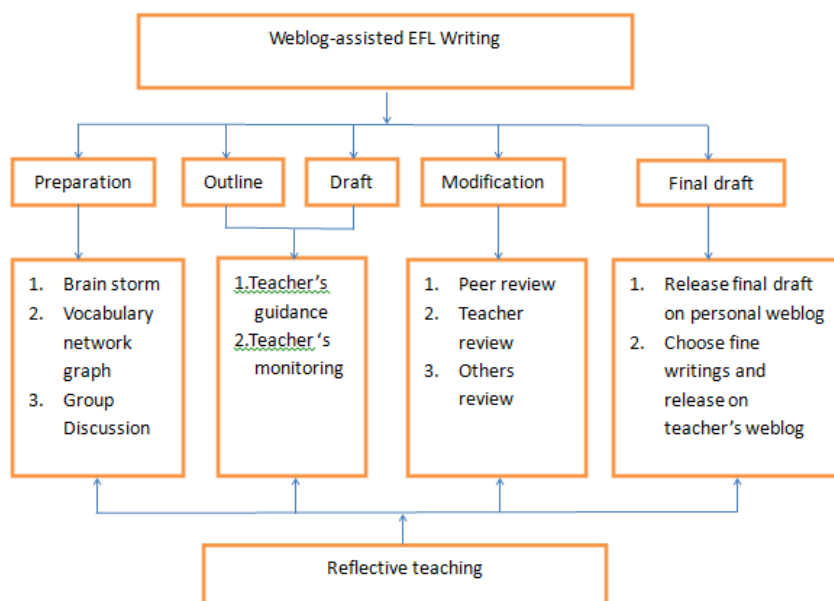 Weblog-assisted EFL Writing
Preparation
Outline
Draft
Modification
Final draft
1. Brain storm
2. Vocabulary
network
graph
3. Group
Discussion
1.Teacher’s
guidance
2.Teacher‘s
monitoring
1. Peer review
2. Teacher
review
3. Others
review
1. Release final draft
on personal weblog
2. Choose fine
writings and
release on
teacher’s weblog
Reflective teaching